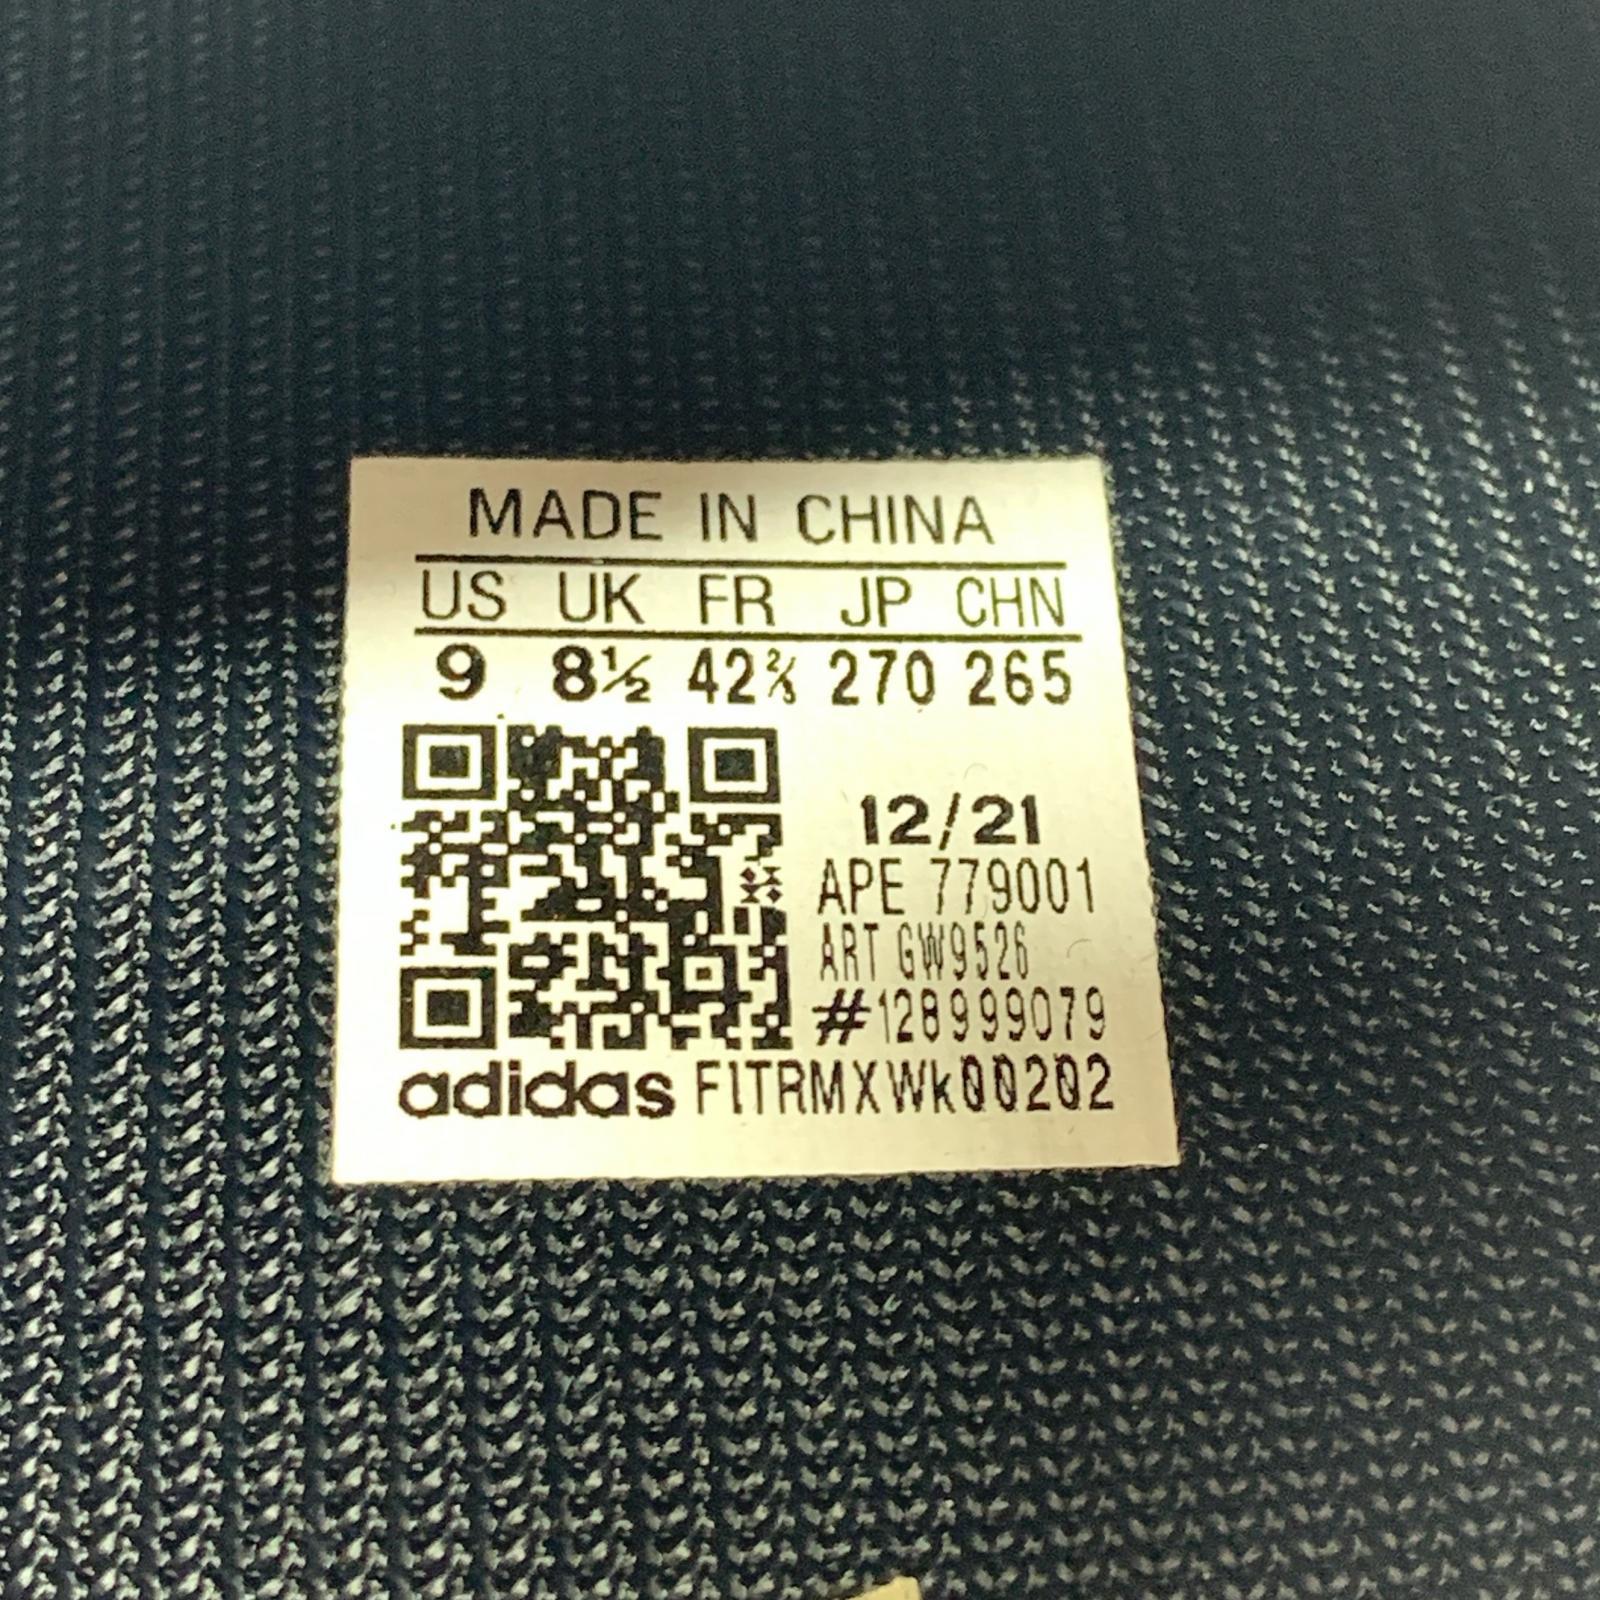 MADE IN CHINA
US UK FR JP CHN
9 8½ 42⅔ 270 265
12/21
APE 779001
ART GW9526
#128999079
adidas F1TRMXWk00202